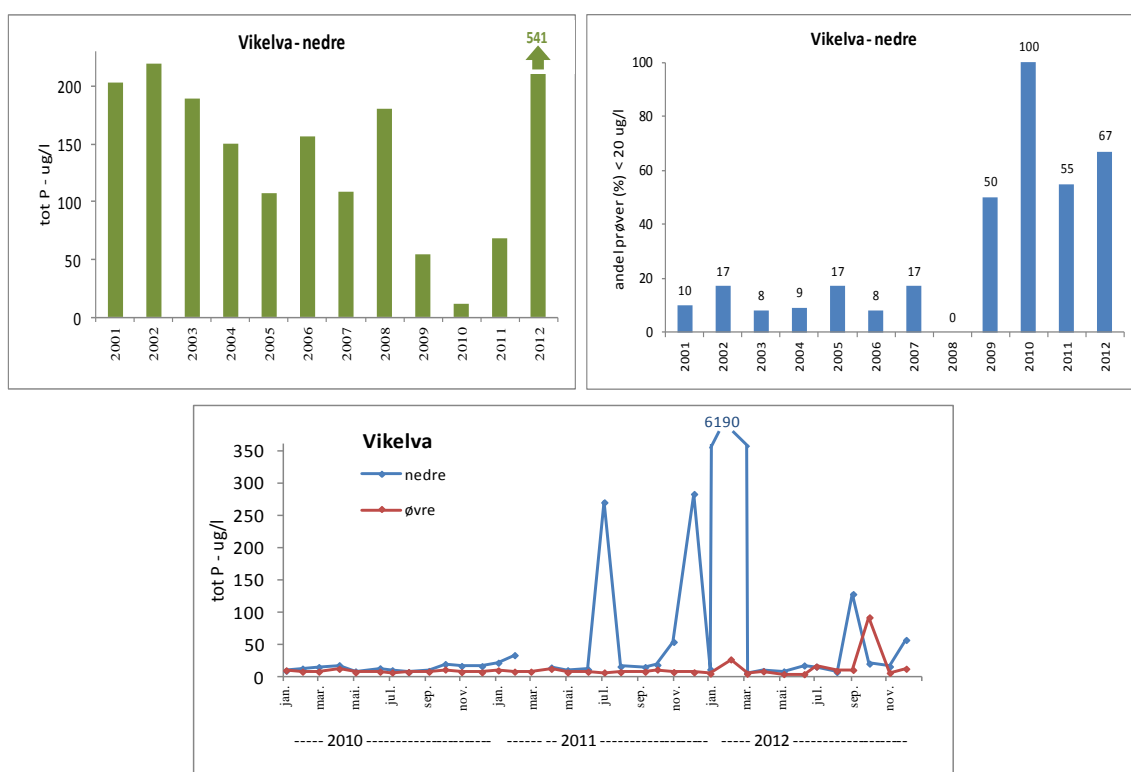 Vikelva - nedre
541
tot P - ug/l
200
150
100
50
0
2001 2002 2003 2004 2005 2006 2007 2008 2009 2010 2011 2012
Vikelva - nedre
andel prøver (%) < 20 ug/l
100
80
60
40
20
0
10 17 8 9 17 8 17 0 50 100 55 67
2001 2002 2003 2004 2005 2006 2007 2008 2009 2010 2011 2012
Vikelva
nedre
øvre
6190
tot P - ug/l
350
300
250
200
150
100
50
0
jan. mar. mai. jul. sep. nov. jan. mar. mai. jul. sep. nov. jan. mar. mai. jul. sep. nov.
----- 2010 ----------------- ------- 2011 -------------- ------ 2012 ----------------